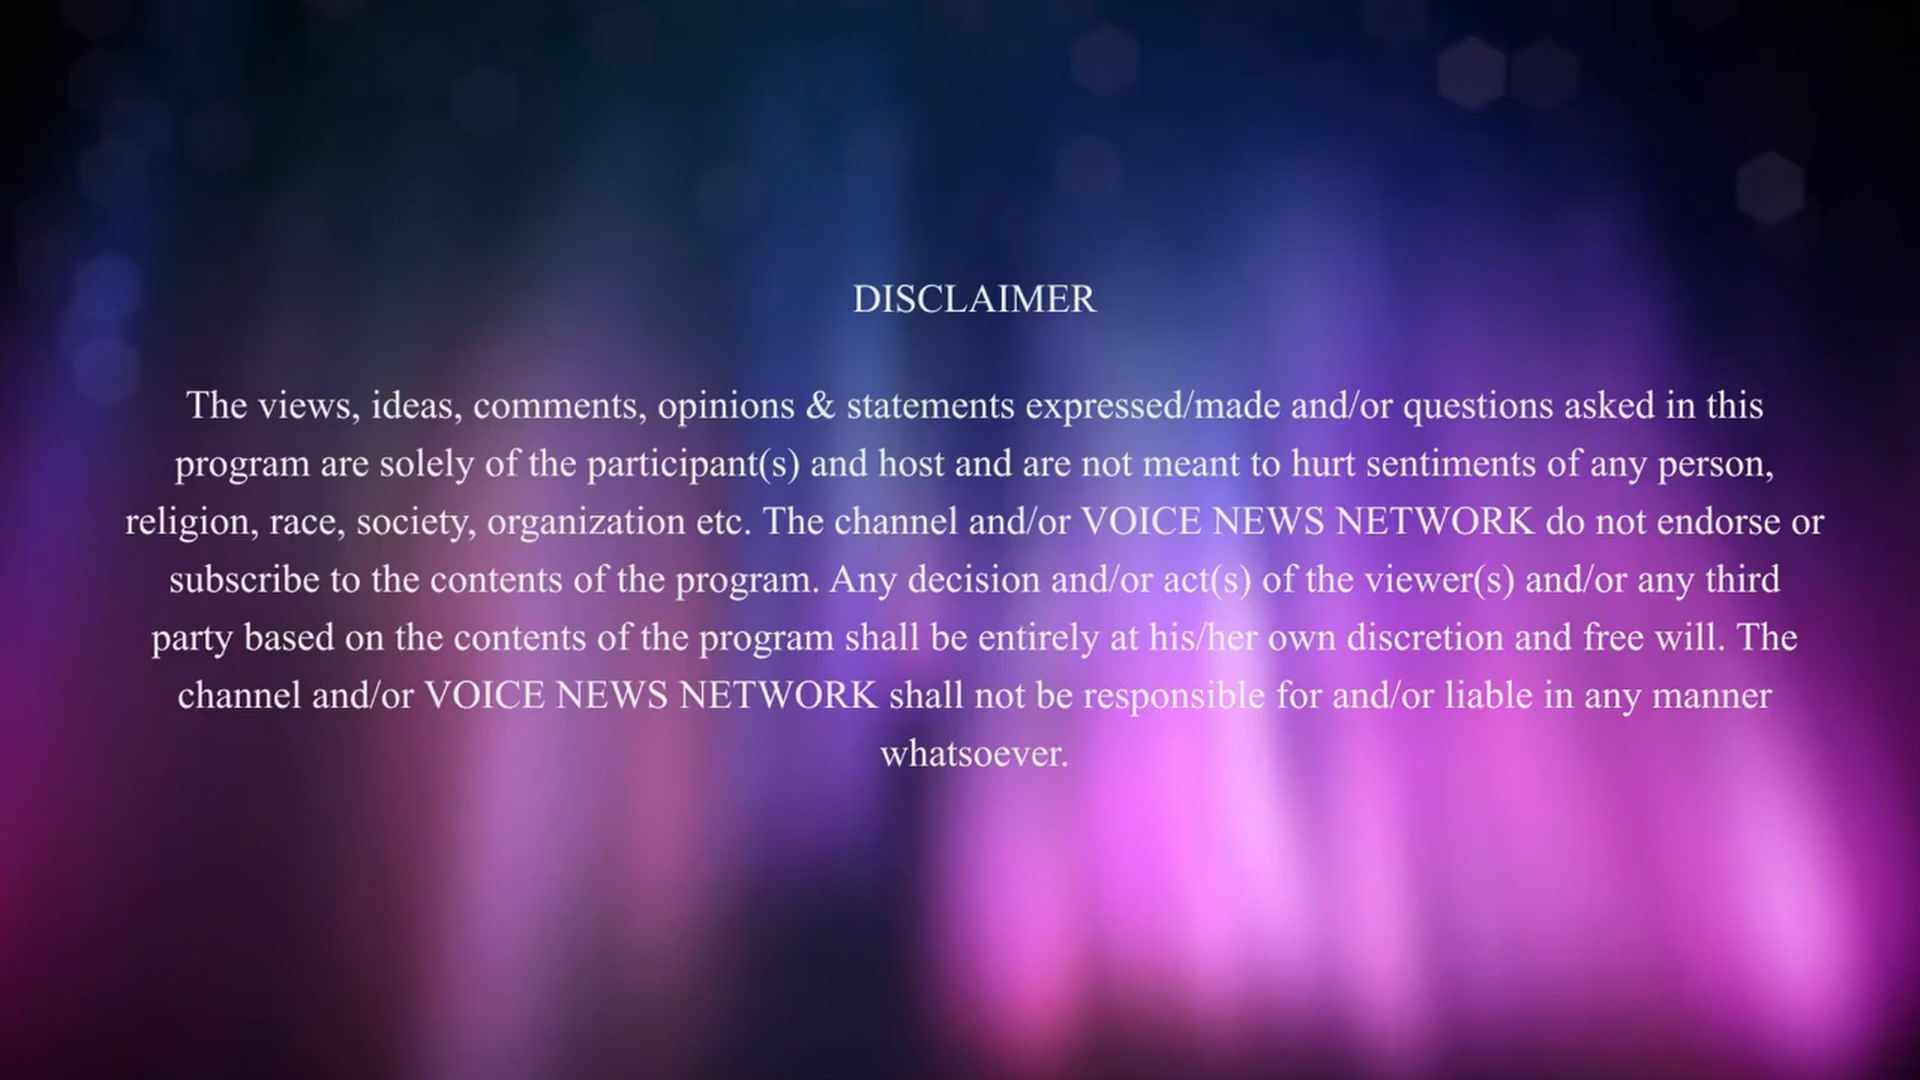 DISCLAIMER
The views, ideas, comments, opinions & statements expressed/made and/or questions asked in this
program are solely of the participant(s) and host and are not meant to hurt sentiments of any person,
religion, race, society, organization etc. The channel and/or VOICE NEWS NETWORK do not endorse or
subscribe to the contents of the program. Any decision and/or act(s) of the viewer(s) and/or any third
party based on the contents of the program shall be entirely at his/her own discretion and free will. The
channel and/or VOICE NEWS NETWORK shall not be responsible for and/or liable in any manner
whatsoever.